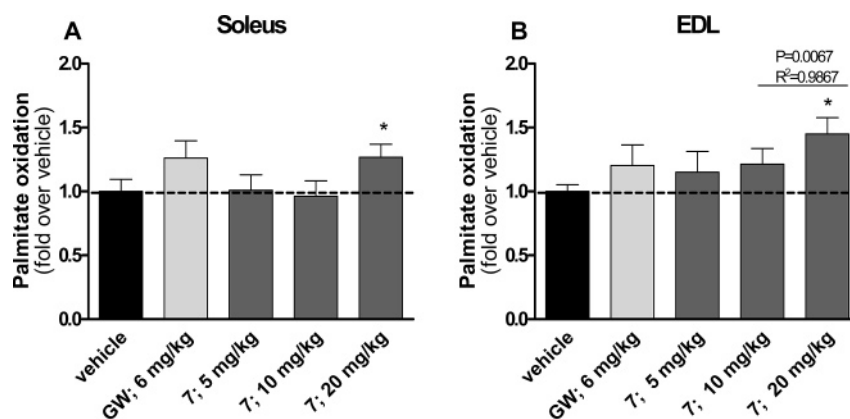 A
Soleus
Palmitate oxidation
(fold over vehicle)
2.0
1.5
1.0
0.5
0.0
*
vehicle
GW; 6 mg/kg
7; 5 mg/kg
7; 10 mg/kg
7; 20 mg/kg
B
EDL
Palmitate oxidation
(fold over vehicle)
2.0
1.5
1.0
0.5
0.0
P=0.0067
R²=0.9867
*
vehicle
GW; 6 mg/kg
7; 5 mg/kg
7; 10 mg/kg
7; 20 mg/kg